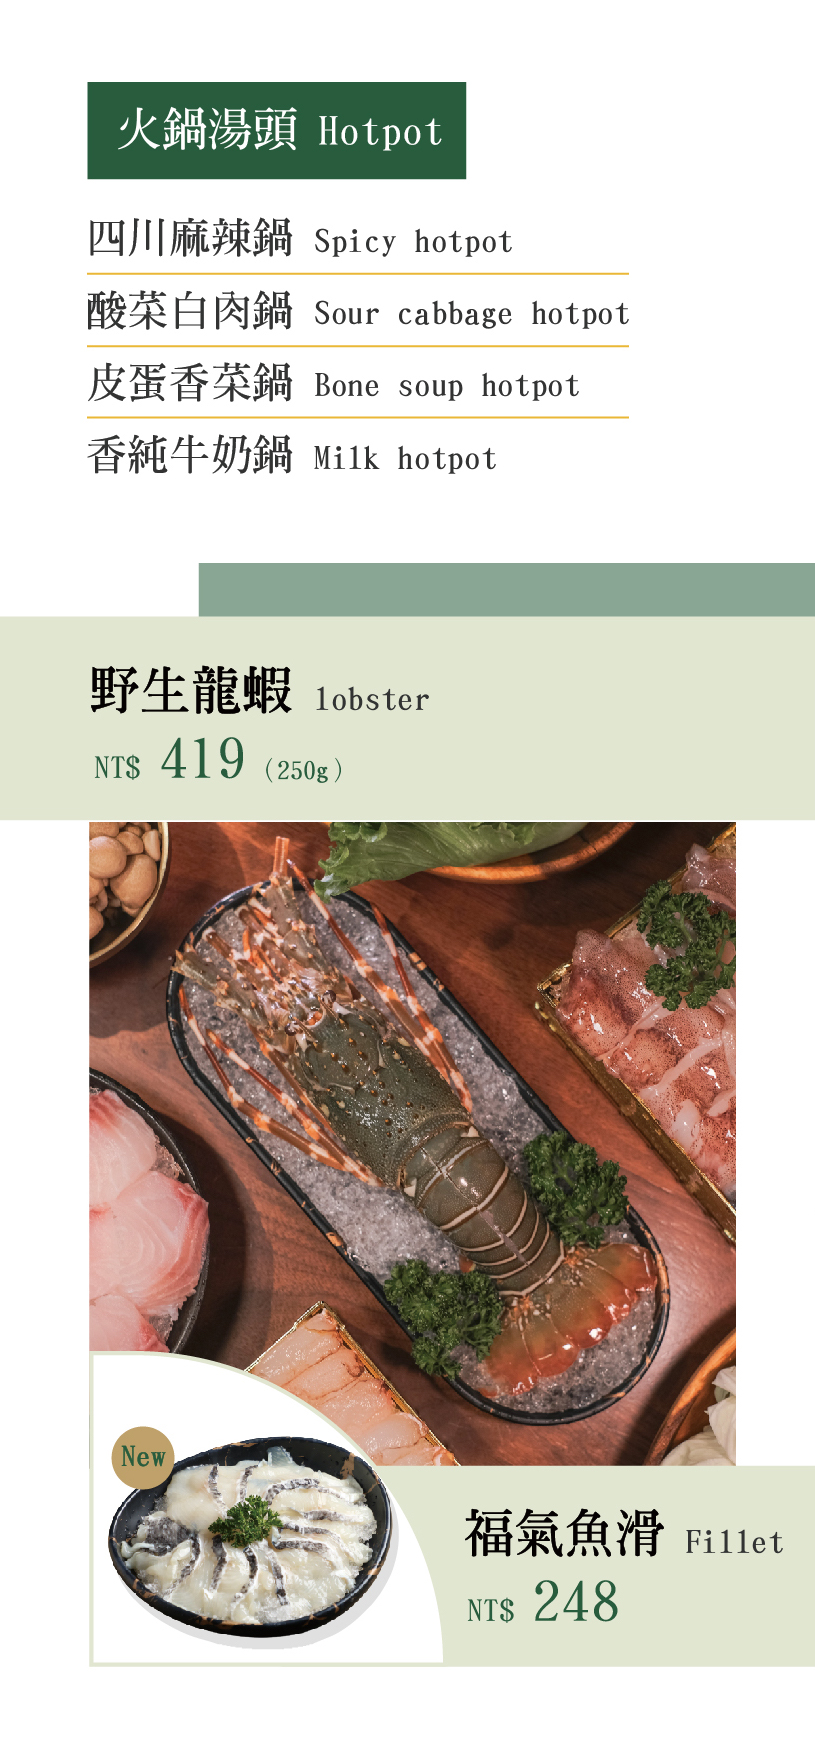 火鍋湯頭 Hotpot
四川麻辣鍋 Spicy hotpot
酸菜白肉鍋 Sour cabbage hotpot
皮蛋香菜鍋 Bone soup hotpot
香純牛奶鍋 Milk hotpot
野生龍蝦 lobster
NT$ 419 (250g)
New
福氣魚滑 Fillet
NT$ 248